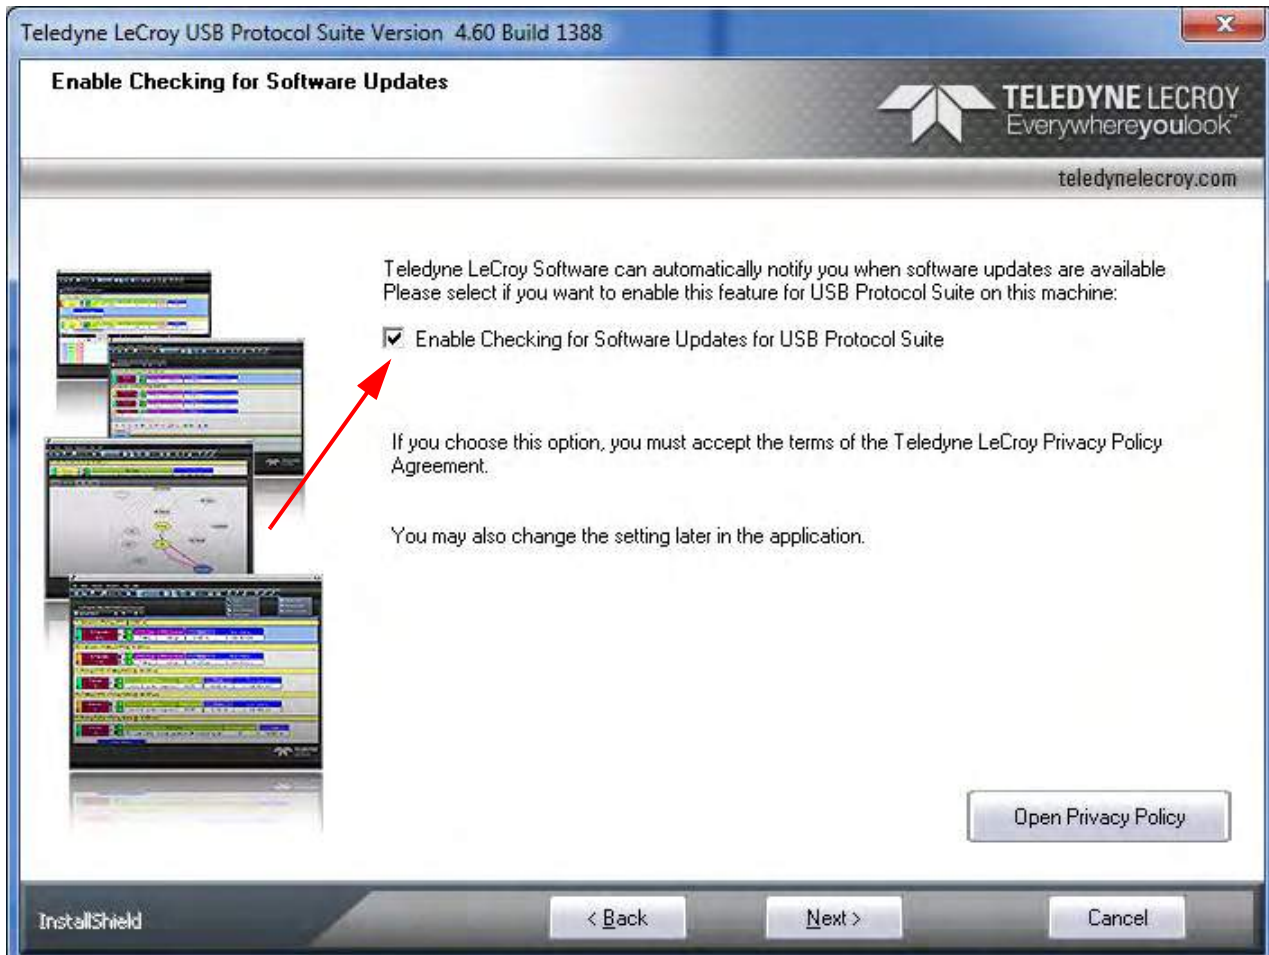 Teledyne LeCroy USB Protocol Suite Version 4.60 Build 1388
Enable Checking for Software Updates
TELEDYNE LECROY
Everywhereyoulook™
teledynelecroy.com
Teledyne LeCroy Software can automatically notify you when software updates are available
Please select if you want to enable this feature for USB Protocol Suite on this machine:
Enable Checking for Software Updates for USB Protocol Suite
If you choose this option, you must accept the terms of the Teledyne LeCroy Privacy Policy
Agreement.
You may also change the setting later in the application.
Open Privacy Policy
InstallShield
< Back
Next >
Cancel